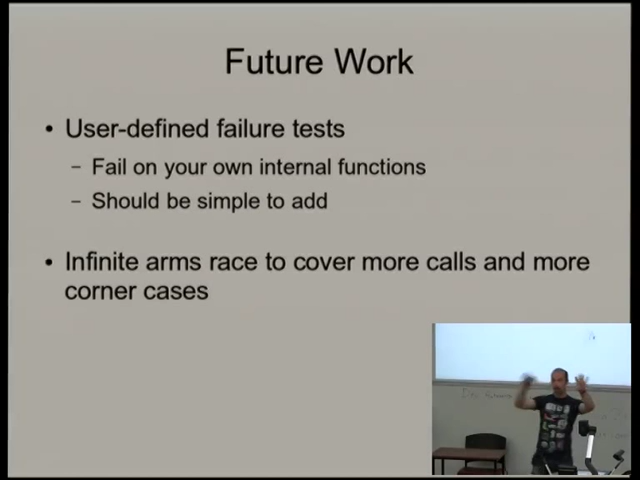 Future Work
• User-defined failure tests
– Fail on your own internal functions
– Should be simple to add
• Infinite arms race to cover more calls and more
corner cases